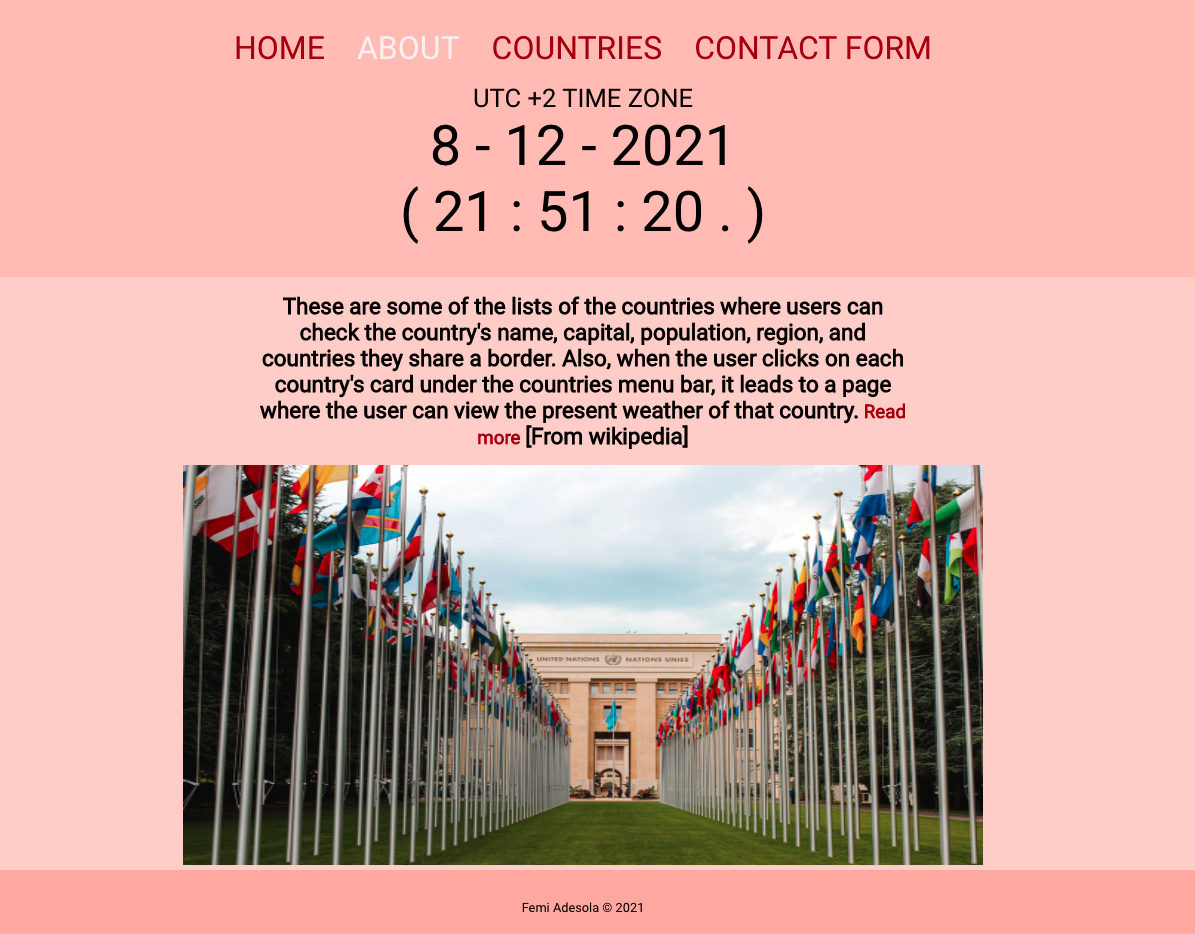 HOME ABOUT COUNTRIES CONTACT FORM
UTC +2 TIME ZONE
8 - 12 - 2021
( 21 : 51 : 20 . )
These are some of the lists of the countries where users can
check the country's name, capital, population, region, and
countries they share a border. Also, when the user clicks on each
country's card under the countries menu bar, it leads to a page
where the user can view the present weather of that country. Read
more [From wikipedia]
UNITED NATIONS NATIONS UNIES
Femi Adesola © 2021